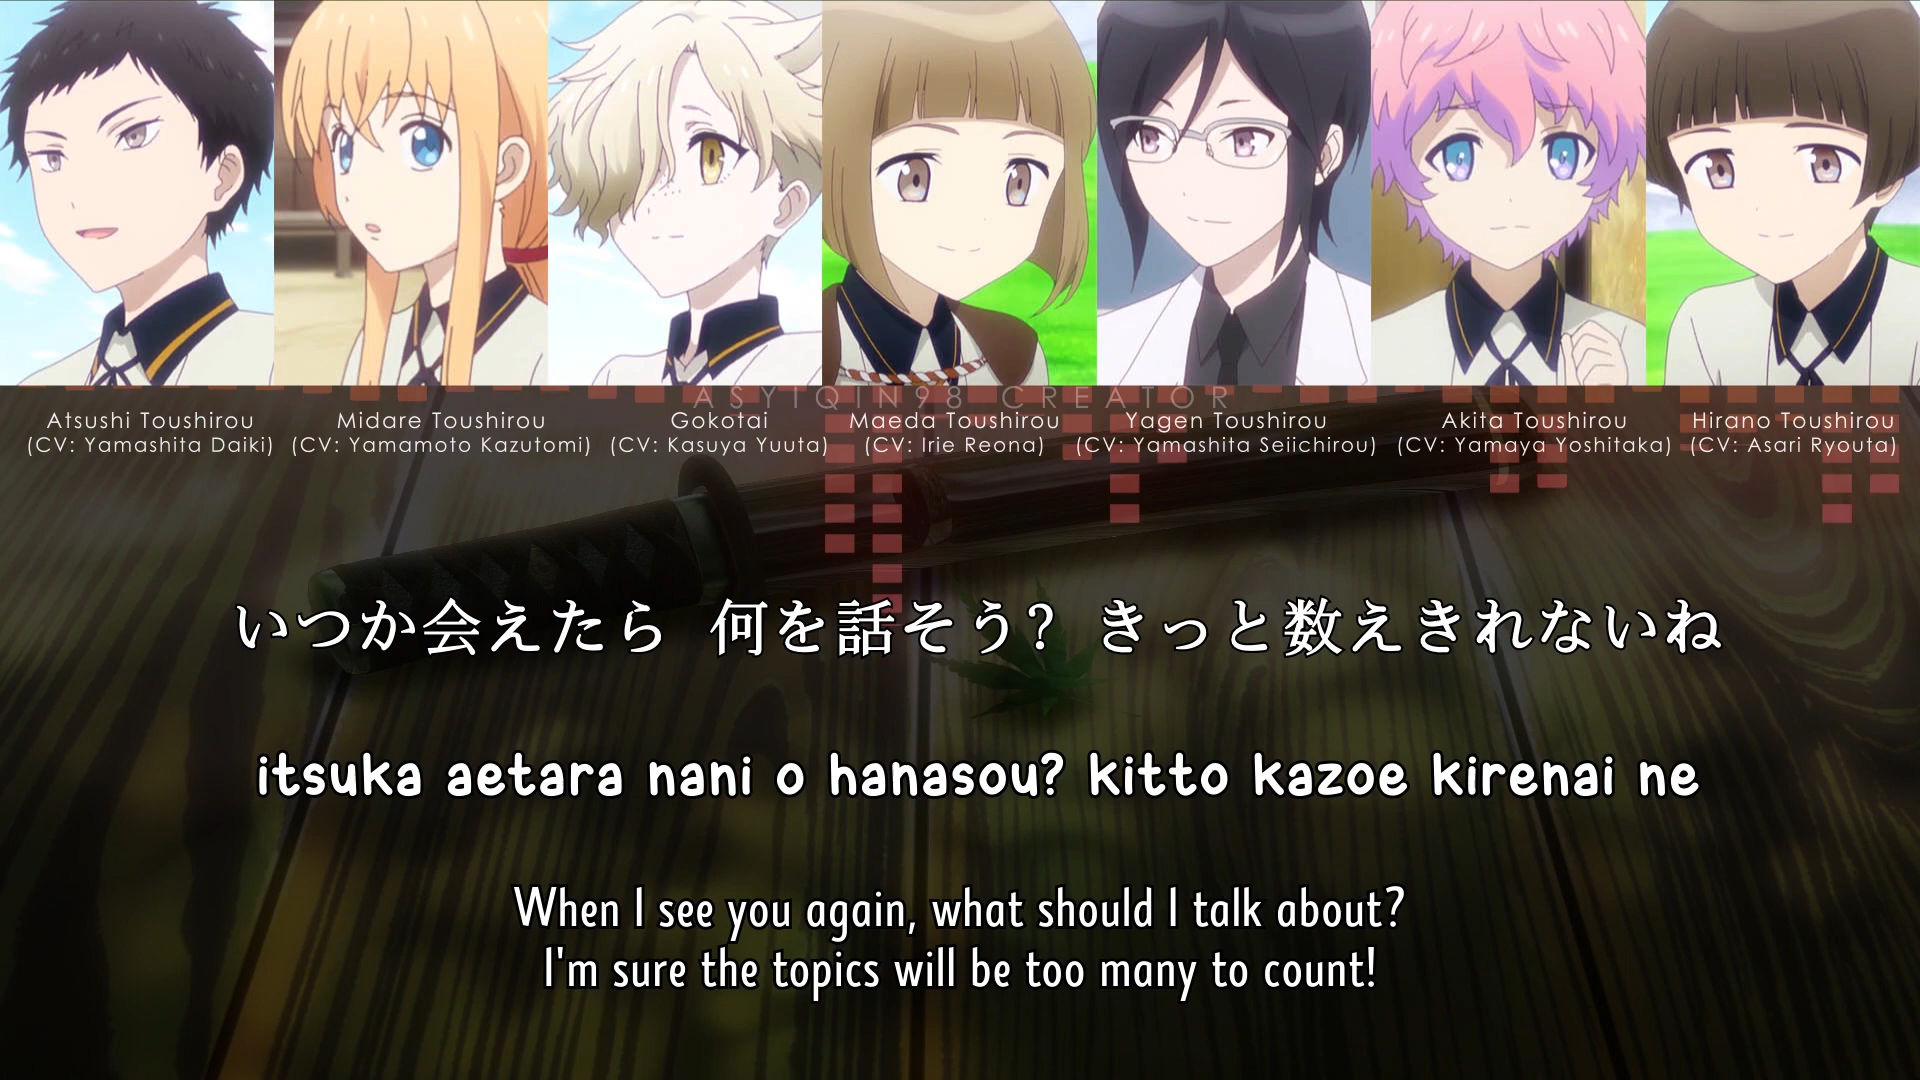 ASYIQIN98 CREATOR
Atsushi Toushirou
(CV: Yamashita Daiki)
Midare Toushirou
(CV: Yamamoto Kazutomi)
Gokotai
(CV: Kasuya Yuuta)
Maeda Toushirou
(CV: Irie Reona)
Yagen Toushirou
(CV: Yamashita Seiichirou)
Akita Toushirou
(CV: Yamaya Yoshitaka)
Hirano Toushirou
(CV: Asari Ryouta)
いつか会えたら 何を話そう? きっと数えきれないいね
itsuka aetara nani o hanasou? kitto kazoe kirenai ne
When I see you again, what should I talk about?
I'm sure the topics will be too many to count!